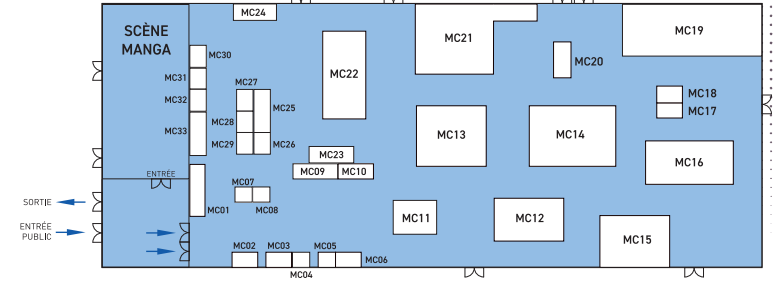 MC24
SCÈNE
MANGA
MC21
MC19
MC30
MC20
MC22
MC31
MC27
MC32
MC25
MC18
MC17
MC28
MC33
MC13
MC14
MC29
MC26
MC23
MC16
MC09
MC10
ENTRÉE
MC07
SORTIE
MC01
MC08
MC11
MC12
ENTRÉE
PUBLIC
MC15
MC02
MC03
MC05
MC06
MC04